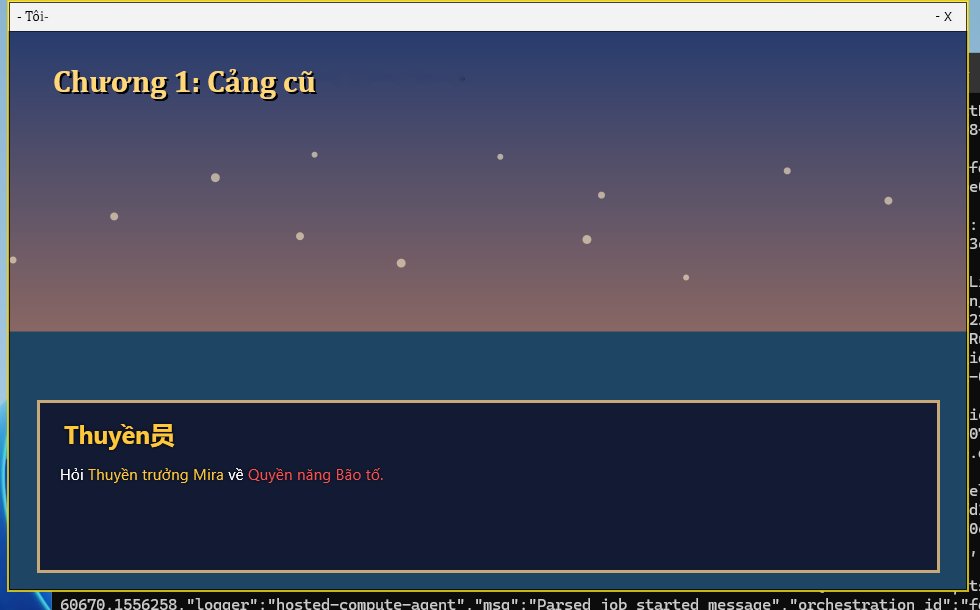 - Tôi-
- X
Chương 1: Cảng cũ
Thuyền员
Hỏi Thuyền trưởng Mira về Quyền năng Bão tố.
60670.1556258,"logger":"hosted-compute-agent","msg":"Parsed job started message","orchestration_id":"f